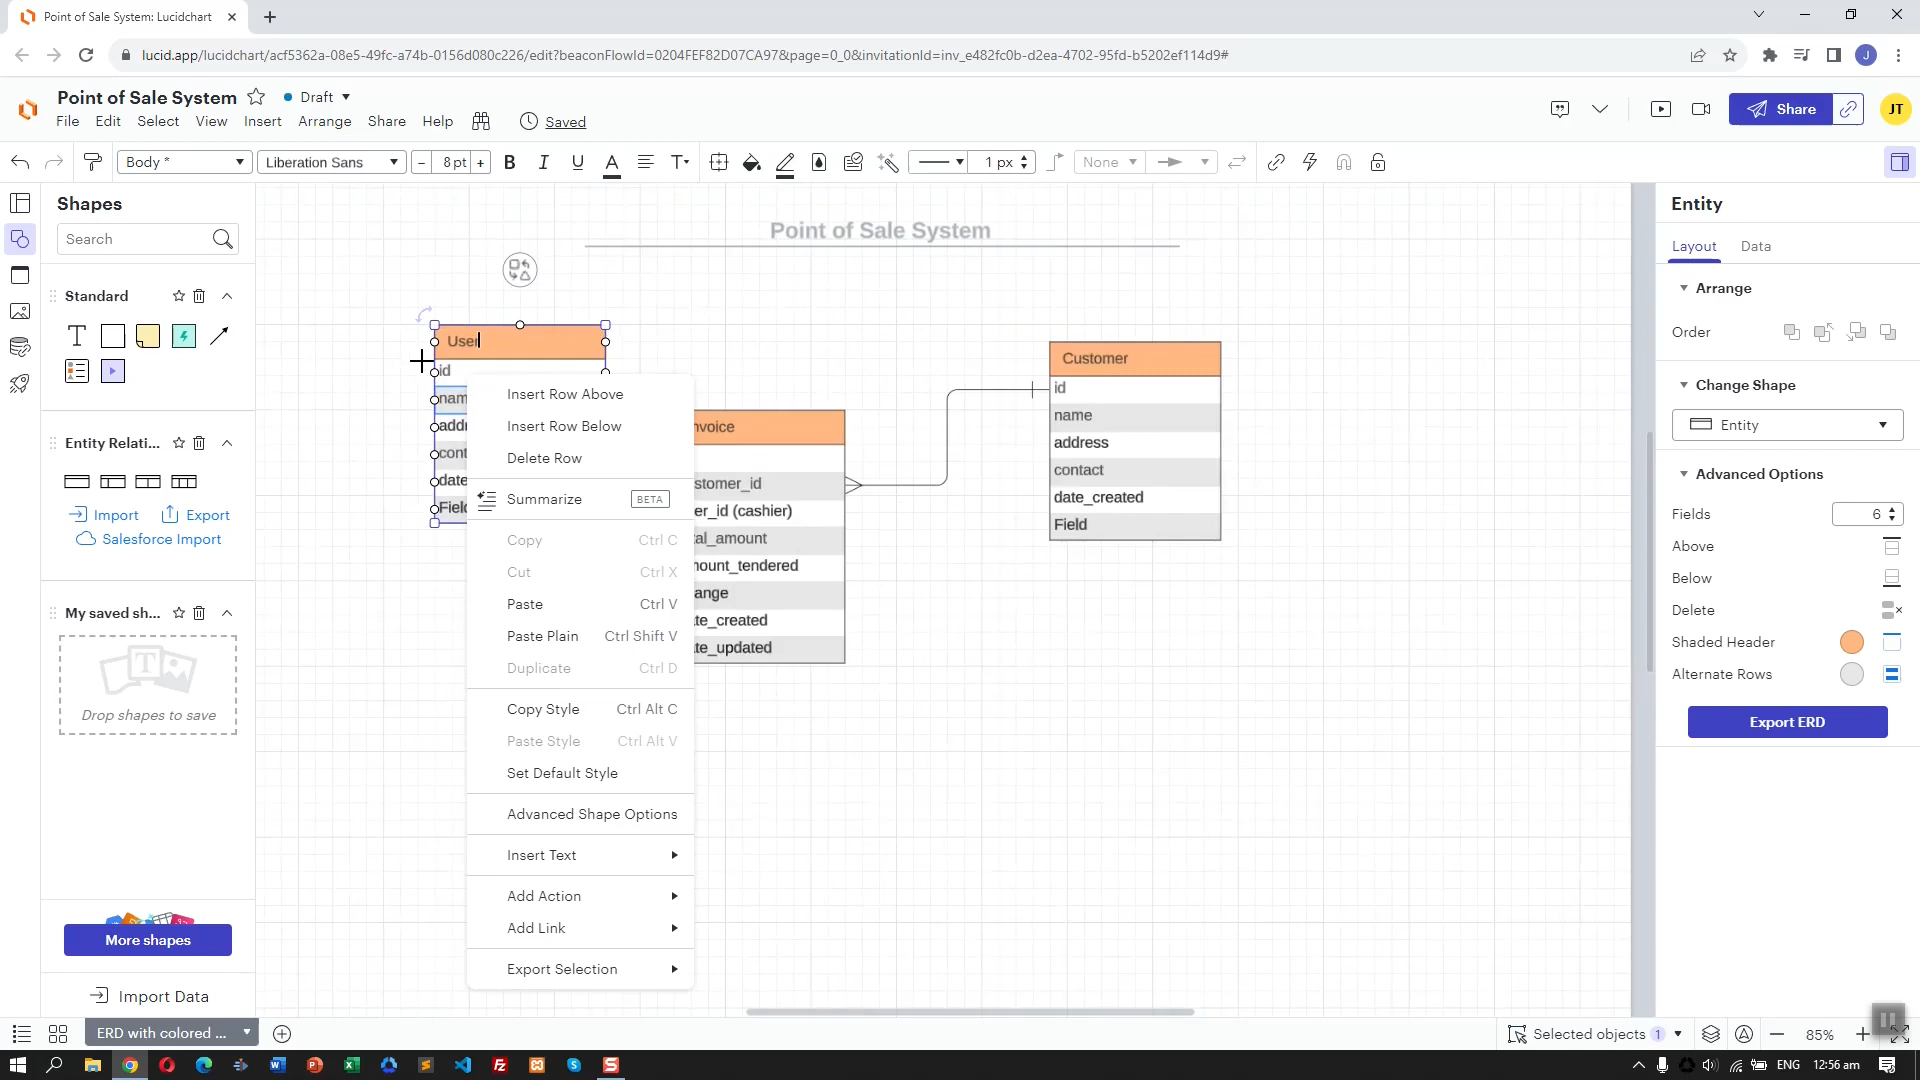 Point of Sale System: Lucidchart
lucid.app/lucidchart/acf5362a-08e5-49fc-a74b-0156d080c226/edit?beaconFlowId=0204FEF82D07CA97&page=0_0&invitationId=inv_e482fc0b-d2ea-4702-95fd-b5202ef114d9#
J
Point of Sale System
Draft
File Edit Select View Insert Arrange Share Help
Saved
Share
JT
Body *
Liberation Sans
- 8 pt +
B I U A T
1 px
None
Shapes
Search
Standard
Entity Relati...
Import
Export
Salesforce Import
My saved sh...
Drop shapes to save
More shapes
Import Data
Point of Sale System
User
id
nam
addr
cont
date
Field
Insert Row Above
Insert Row Below
Delete Row
Summarize BETA
Copy Ctrl C
Cut Ctrl X
Paste Ctrl V
Paste Plain Ctrl Shift V
Duplicate Ctrl D
Copy Style Ctrl Alt C
Paste Style Ctrl Alt V
Set Default Style
Advanced Shape Options
Insert Text
Add Action
Add Link
Export Selection
nvoice
stomer_id
er_id (cashier)
al_amount
nount_tendered
ange
te_created
te_updated
Customer
id
name
address
contact
date_created
Field
Entity
Layout Data
Arrange
Order
Change Shape
Entity
Advanced Options
Fields 6
Above
Below
Delete
Shaded Header
Alternate Rows
Export ERD
ERD with colored ...
Selected objects 1
85%
ENG
12:56 am